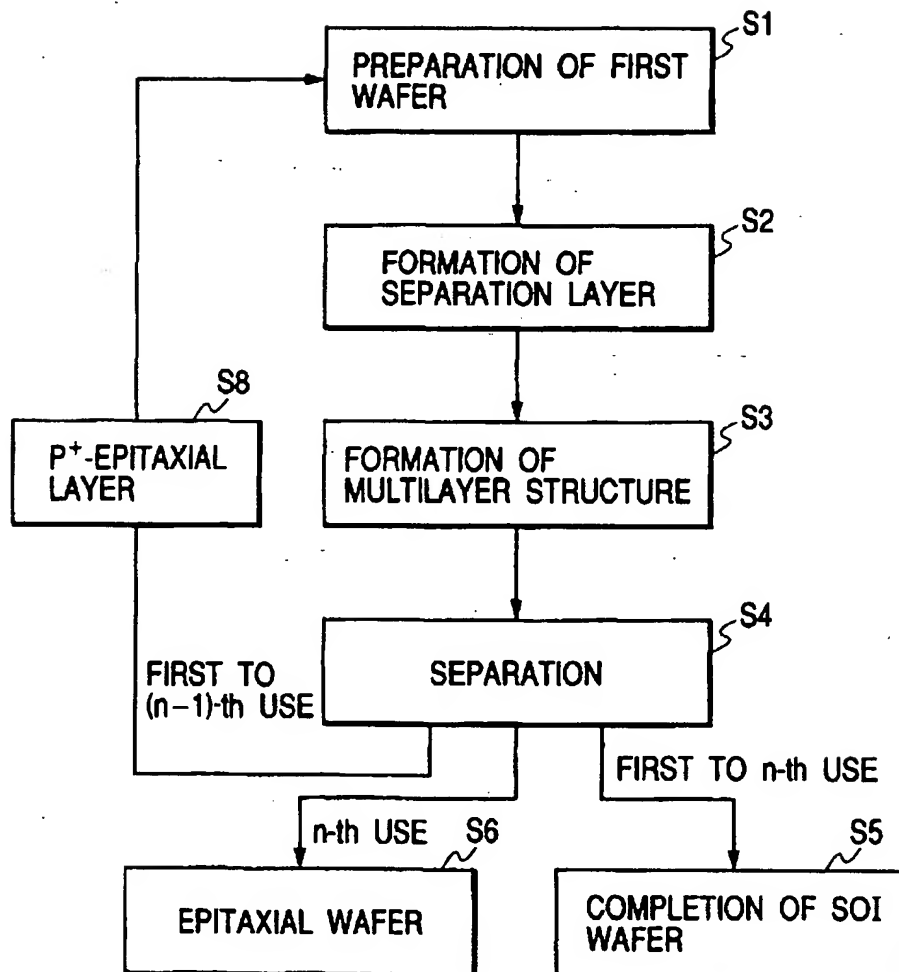 S1
PREPARATION OF FIRST
WAFER
S2
FORMATION OF
SEPARATION LAYER
S8
P⁺-EPITAXIAL
LAYER
S3
FORMATION OF
MULTILAYER STRUCTURE
S4
SEPARATION
FIRST TO
(n−1)-th USE
FIRST TO n-th USE
n-th USE
S6
EPITAXIAL WAFER
S5
COMPLETION OF SOI
WAFER